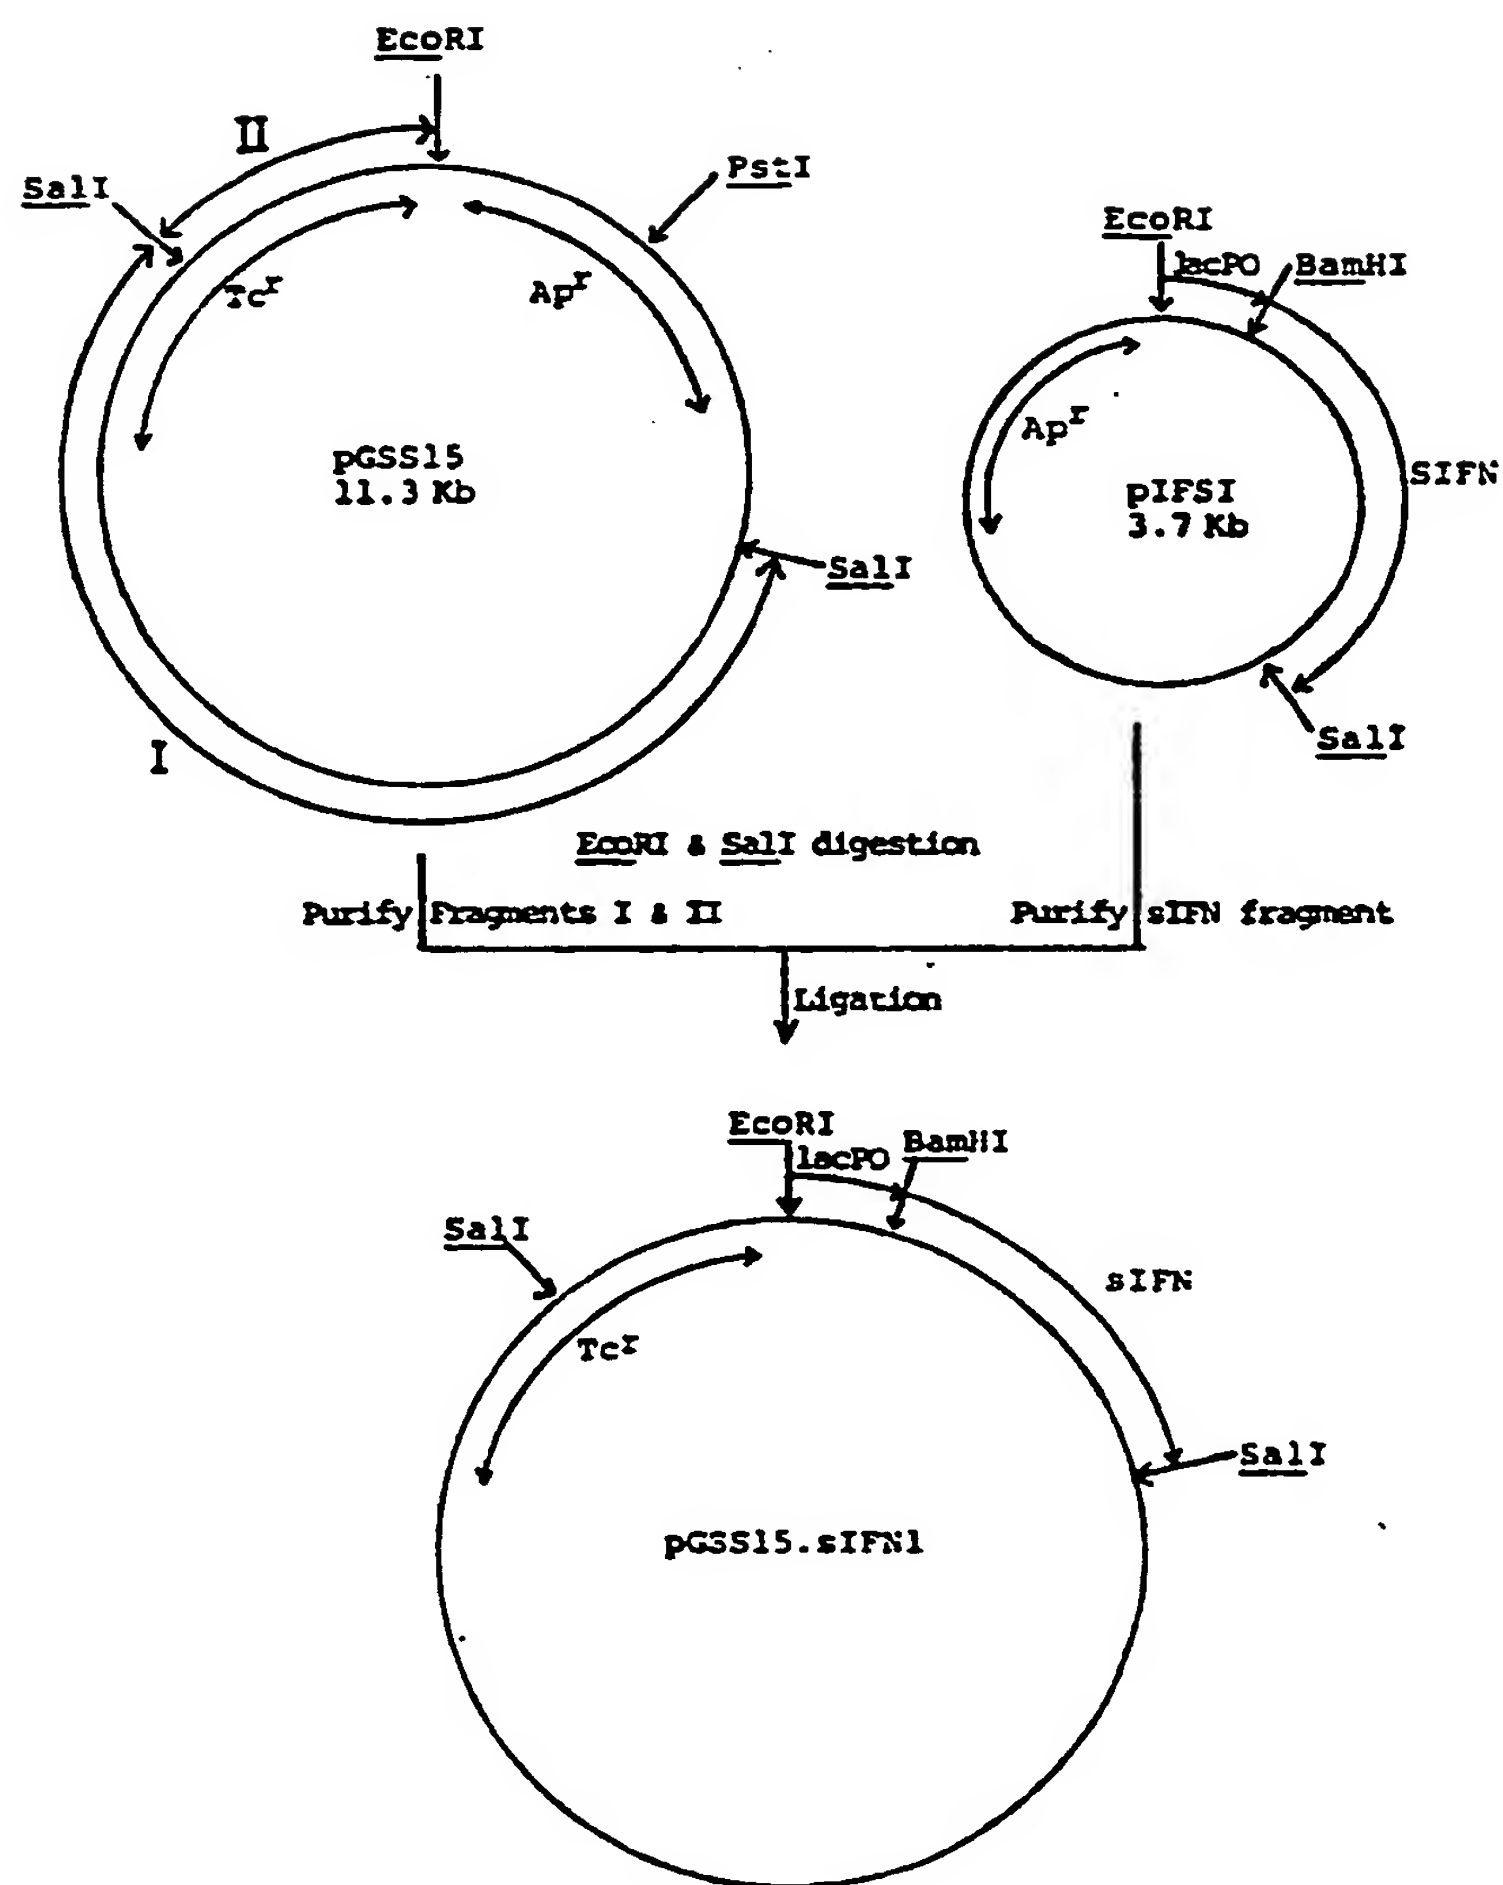 EcoRI
II
SalI
PstI
Tcr
Apr
pGSS15
11.3 Kb
SalI
I
EcoRI
lacPO
BamHI
Apr
pIFSI
3.7 Kb
SIFN
SalI
EcoRI & SalI digestion
Purify Fragments I & II
Purify sIFN fragment
Ligation
EcoRI
lacPO
BamHI
SalI
sIFN
Tcr
SalI
pGSS15.sIFN1